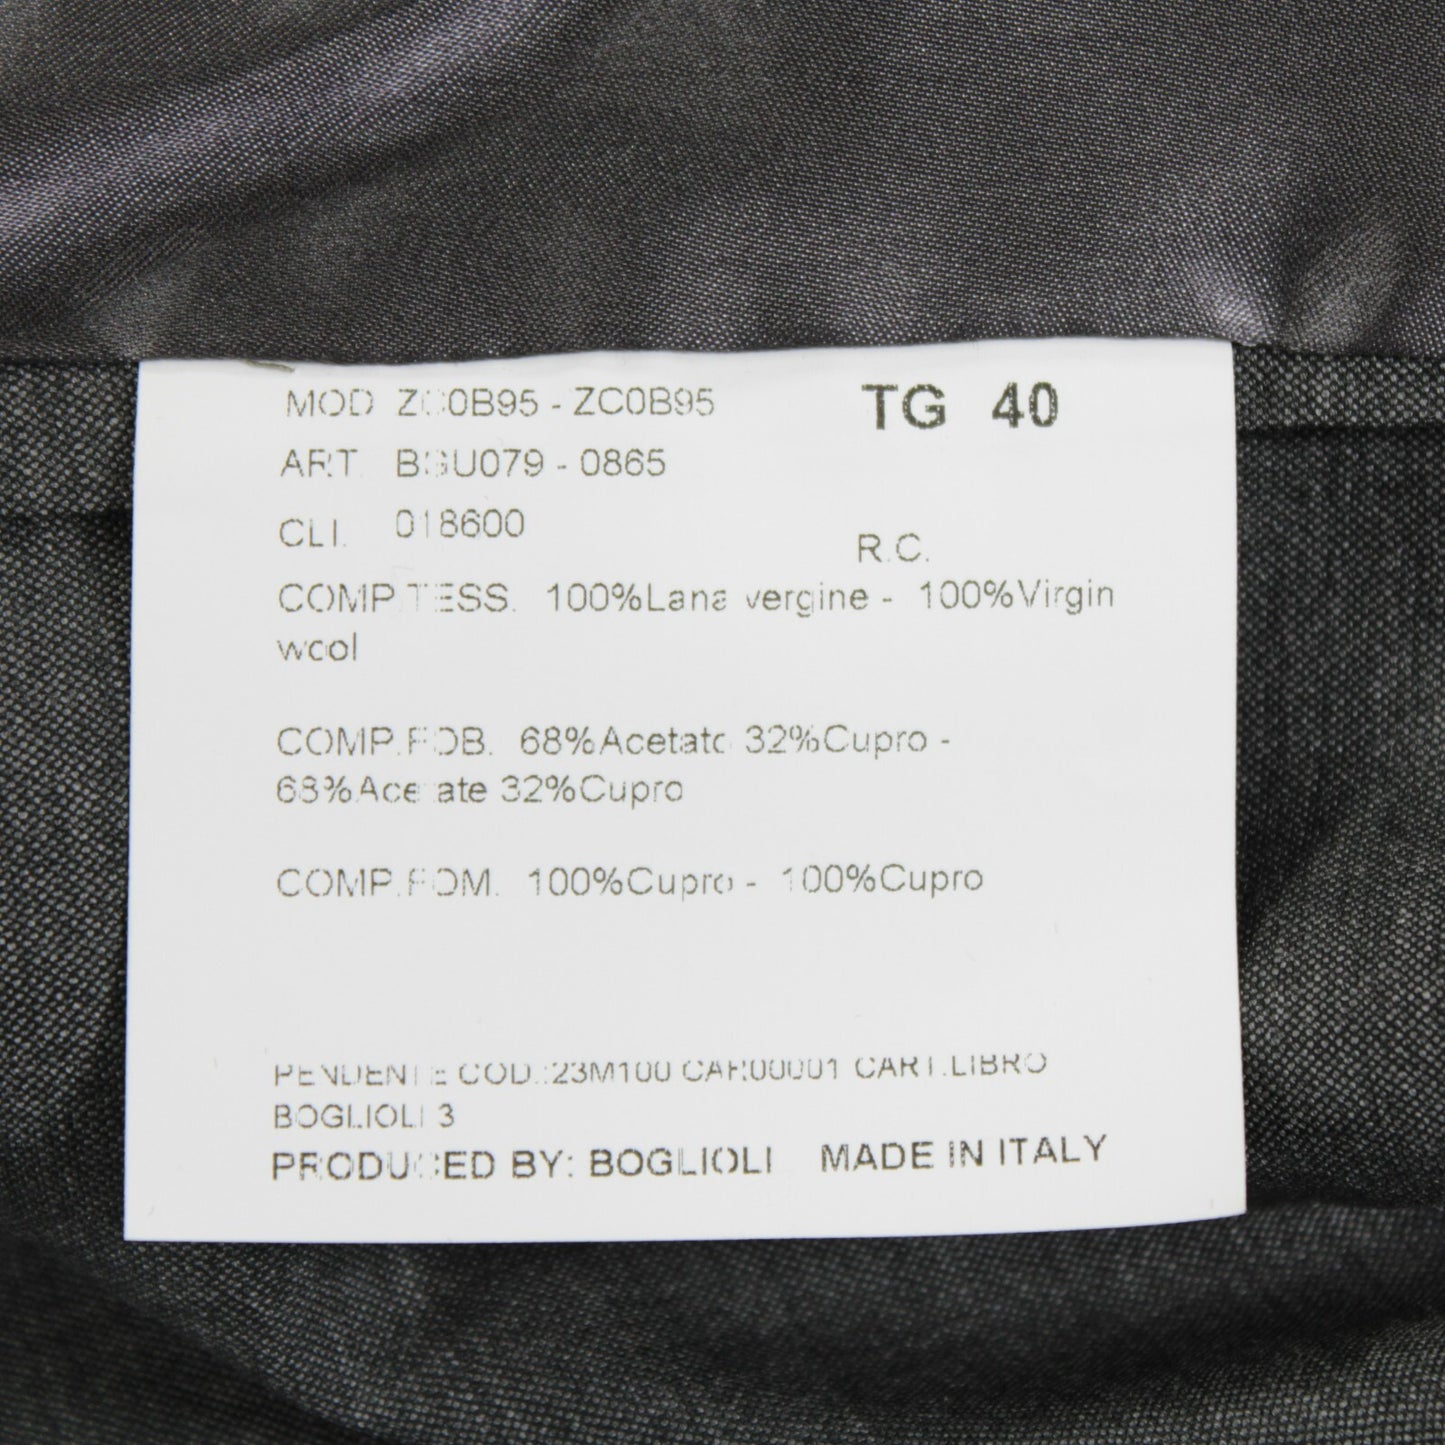 MOD ZC0B95 - ZC0B95 TG 40
ART. BGU079 - 0865
CLI. 018600
R.C.
COMP.TESS. 100%Lana vergine - 100%Virgin
wool
COMP.FOB. 68%Acetato 32%Cupro -
68%Acetate 32%Cupro
COMP.FOM. 100%Cupro - 100%Cupro
PENDENTE COD.:23M100 CAR00001 CART.LIBRO
BOGLIOLI 3
PRODUCED BY: BOGLIOLI MADE IN ITALY